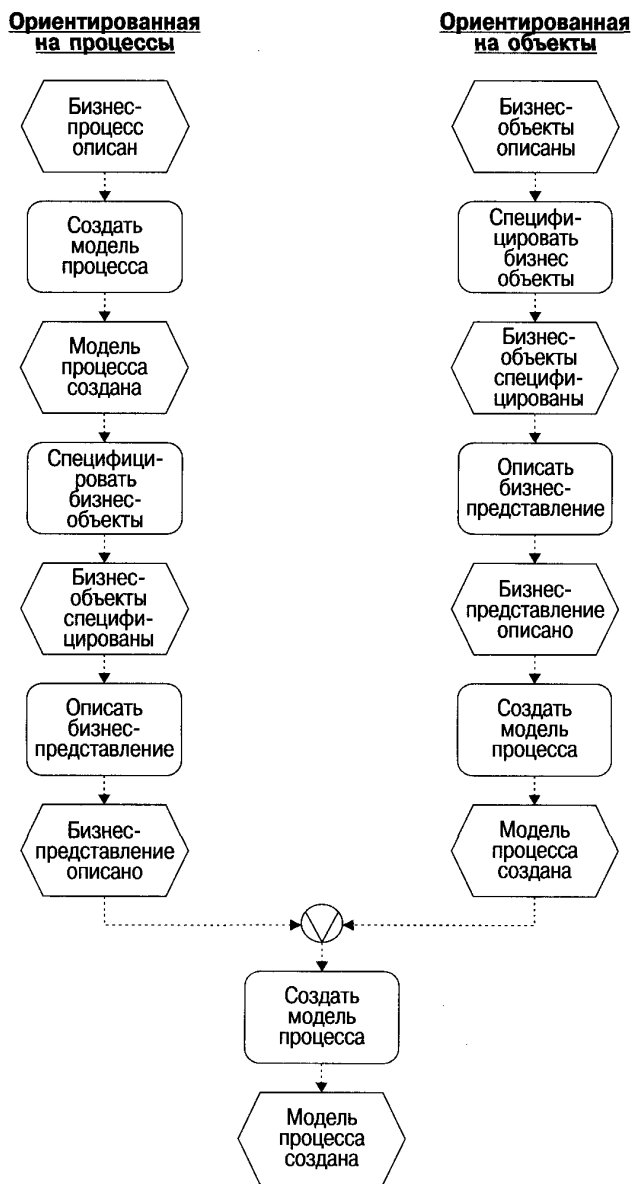 Ориентированная
на процессы
Бизнес-
процесс
описан
Создать
модель
процесса
Модель
процесса
создана
Специфици-
ровать
бизнес-
объекты
Бизнес-
объекты
специфи-
цированы
Описать
бизнес-
представление
Бизнес-
представление
описано
Ориентированная
на объекты
Бизнес-
объекты
описаны
Специфи-
цировать
бизнес
объекты
Бизнес-
объекты
специфи-
цированы
Описать
бизнес-
представление
Бизнес-
представление
описано
Создать
модель
процесса
Модель
процесса
создана
Создать
модель
процесса
Модель
процесса
создана